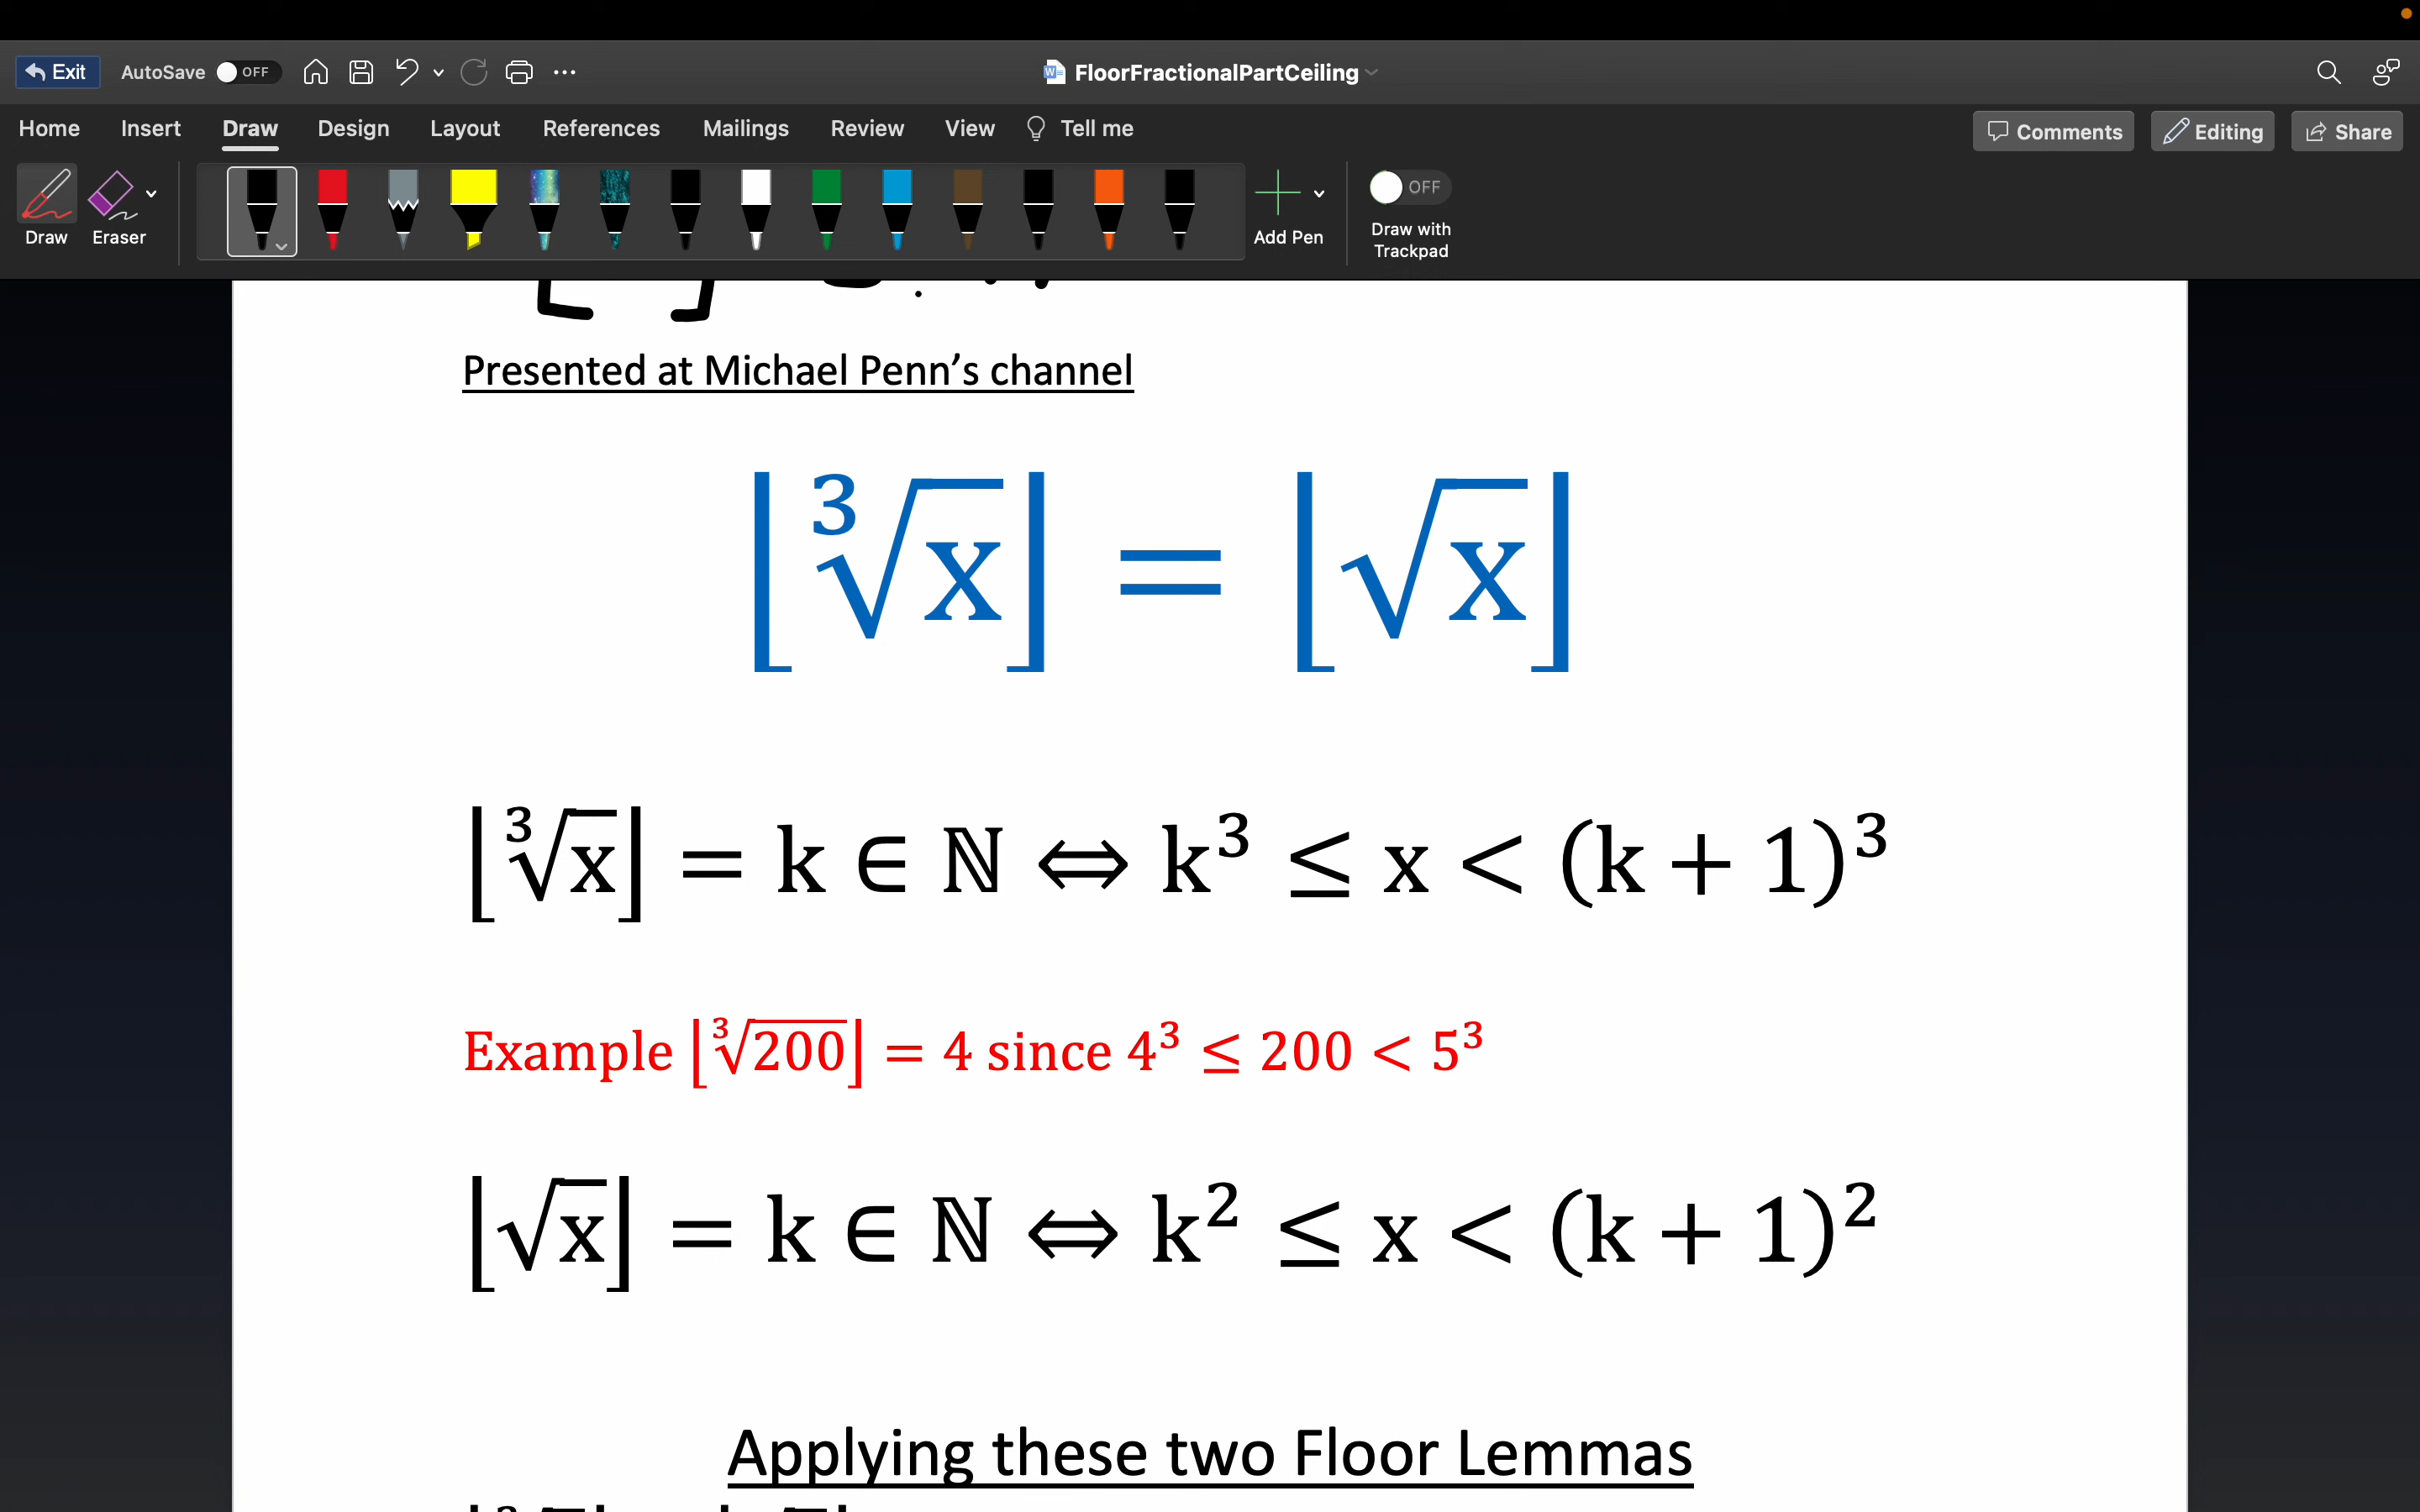 Exit AutoSave OFF FloorFractionalPartCeiling
Home Insert Draw Design Layout References Mailings Review View Tell me Comments Editing Share
Draw Eraser Add Pen OFF Draw with
Trackpad
Presented at Michael Penn’s channel
⌊∛x⌋ = ⌊√x⌋
⌊∛x⌋ = k ∈ ℕ ⇔ k³ ≤ x < (k + 1)³
Example ⌊∛200⌋ = 4 since 4³ ≤ 200 < 5³
⌊√x⌋ = k ∈ ℕ ⇔ k² ≤ x < (k + 1)²
Applying these two Floor Lemmas